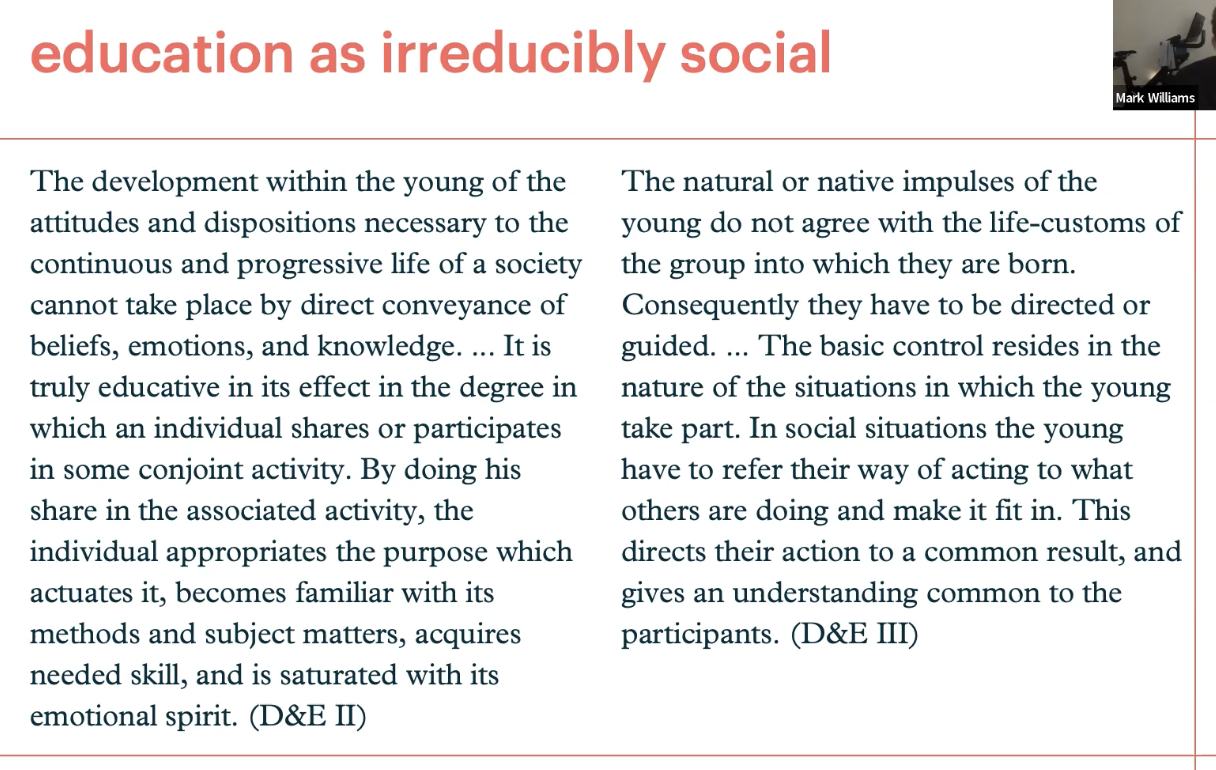 education as irreducibly social
Mark Williams
The development within the young of the
attitudes and dispositions necessary to the
continuous and progressive life of a society
cannot take place by direct conveyance of
beliefs, emotions, and knowledge. ... It is
truly educative in its effect in the degree in
which an individual shares or participates
in some conjoint activity. By doing his
share in the associated activity, the
individual appropriates the purpose which
actuates it, becomes familiar with its
methods and subject matters, acquires
needed skill, and is saturated with its
emotional spirit. (D&E II)
The natural or native impulses of the
young do not agree with the life-customs of
the group into which they are born.
Consequently they have to be directed or
guided. ... The basic control resides in the
nature of the situations in which the young
take part. In social situations the young
have to refer their way of acting to what
others are doing and make it fit in. This
directs their action to a common result, and
gives an understanding common to the
participants. (D&E III)